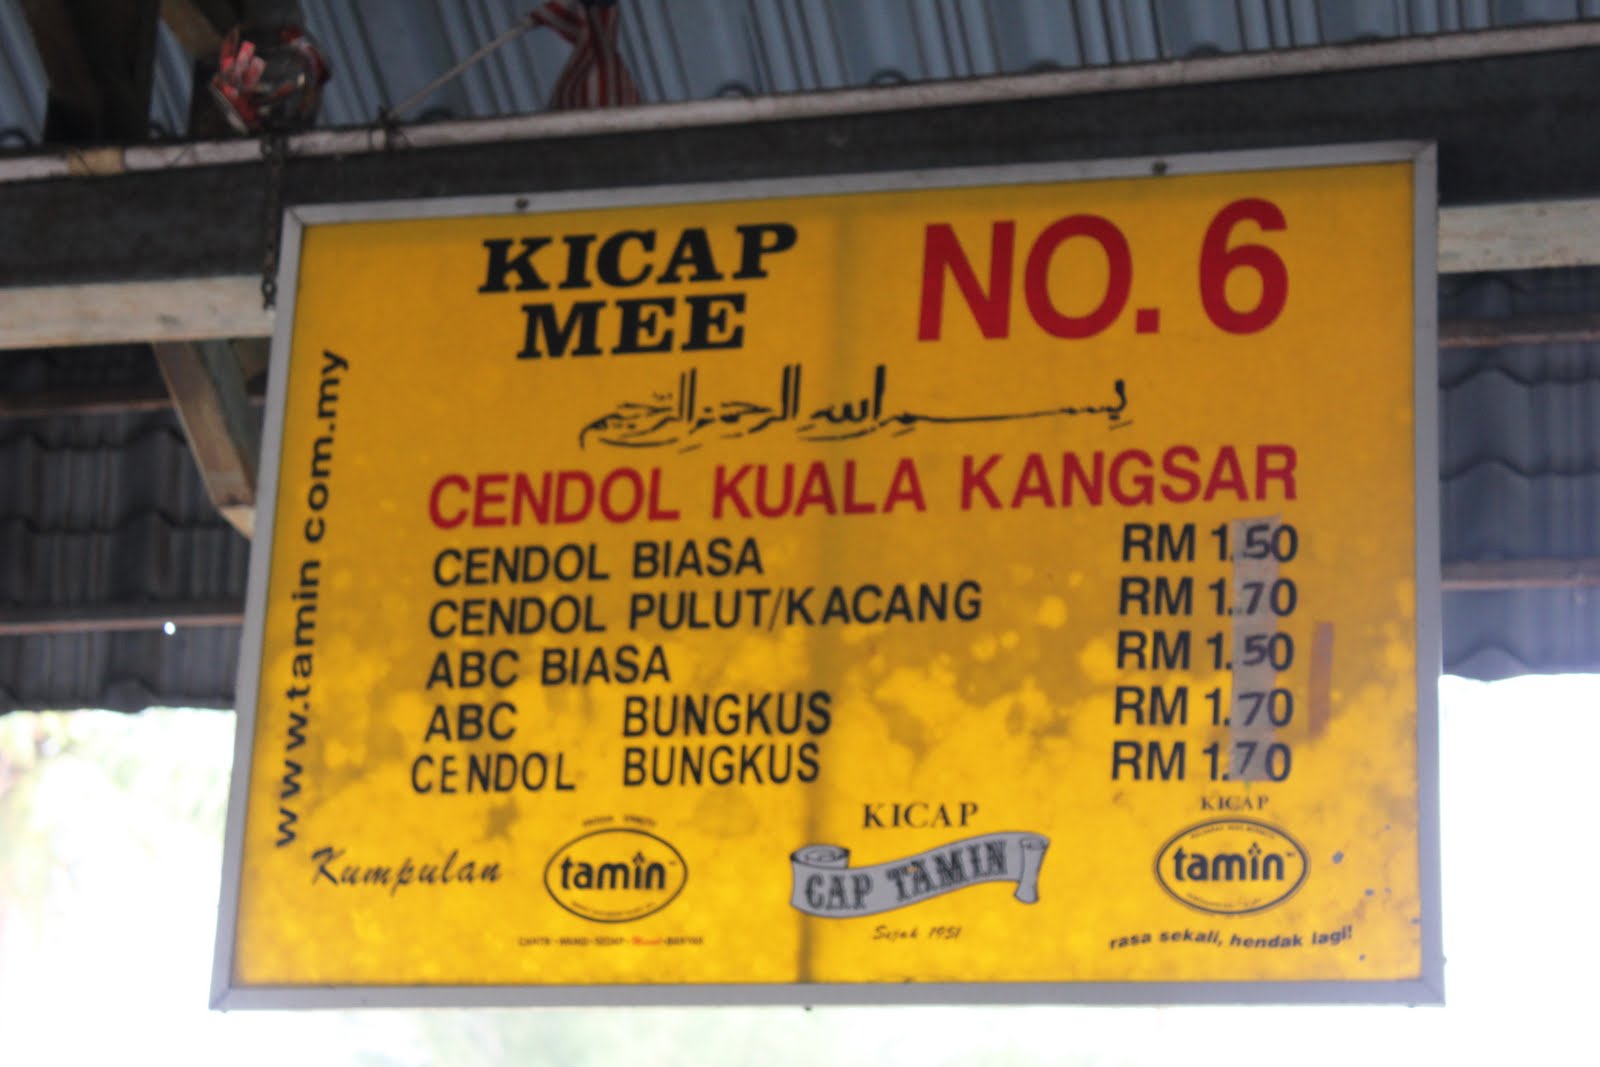 KICAP
MEE
NO. 6
بسم الله الرحمن الرحيم
CENDOL KUALA KANGSAR
CENDOL BIASA RM 1.50
CENDOL PULUT/KACANG RM 1.70
ABC BIASA RM 1.50
ABC BUNGKUS RM 1.70
CENDOL BUNGKUS RM 1.70
www.tamin.com.my
Kumpulan
tamin
KICAP
CAP TAMIN
Sejak 1951
KICAP
tamin
rasa sekali, hendak lagi!